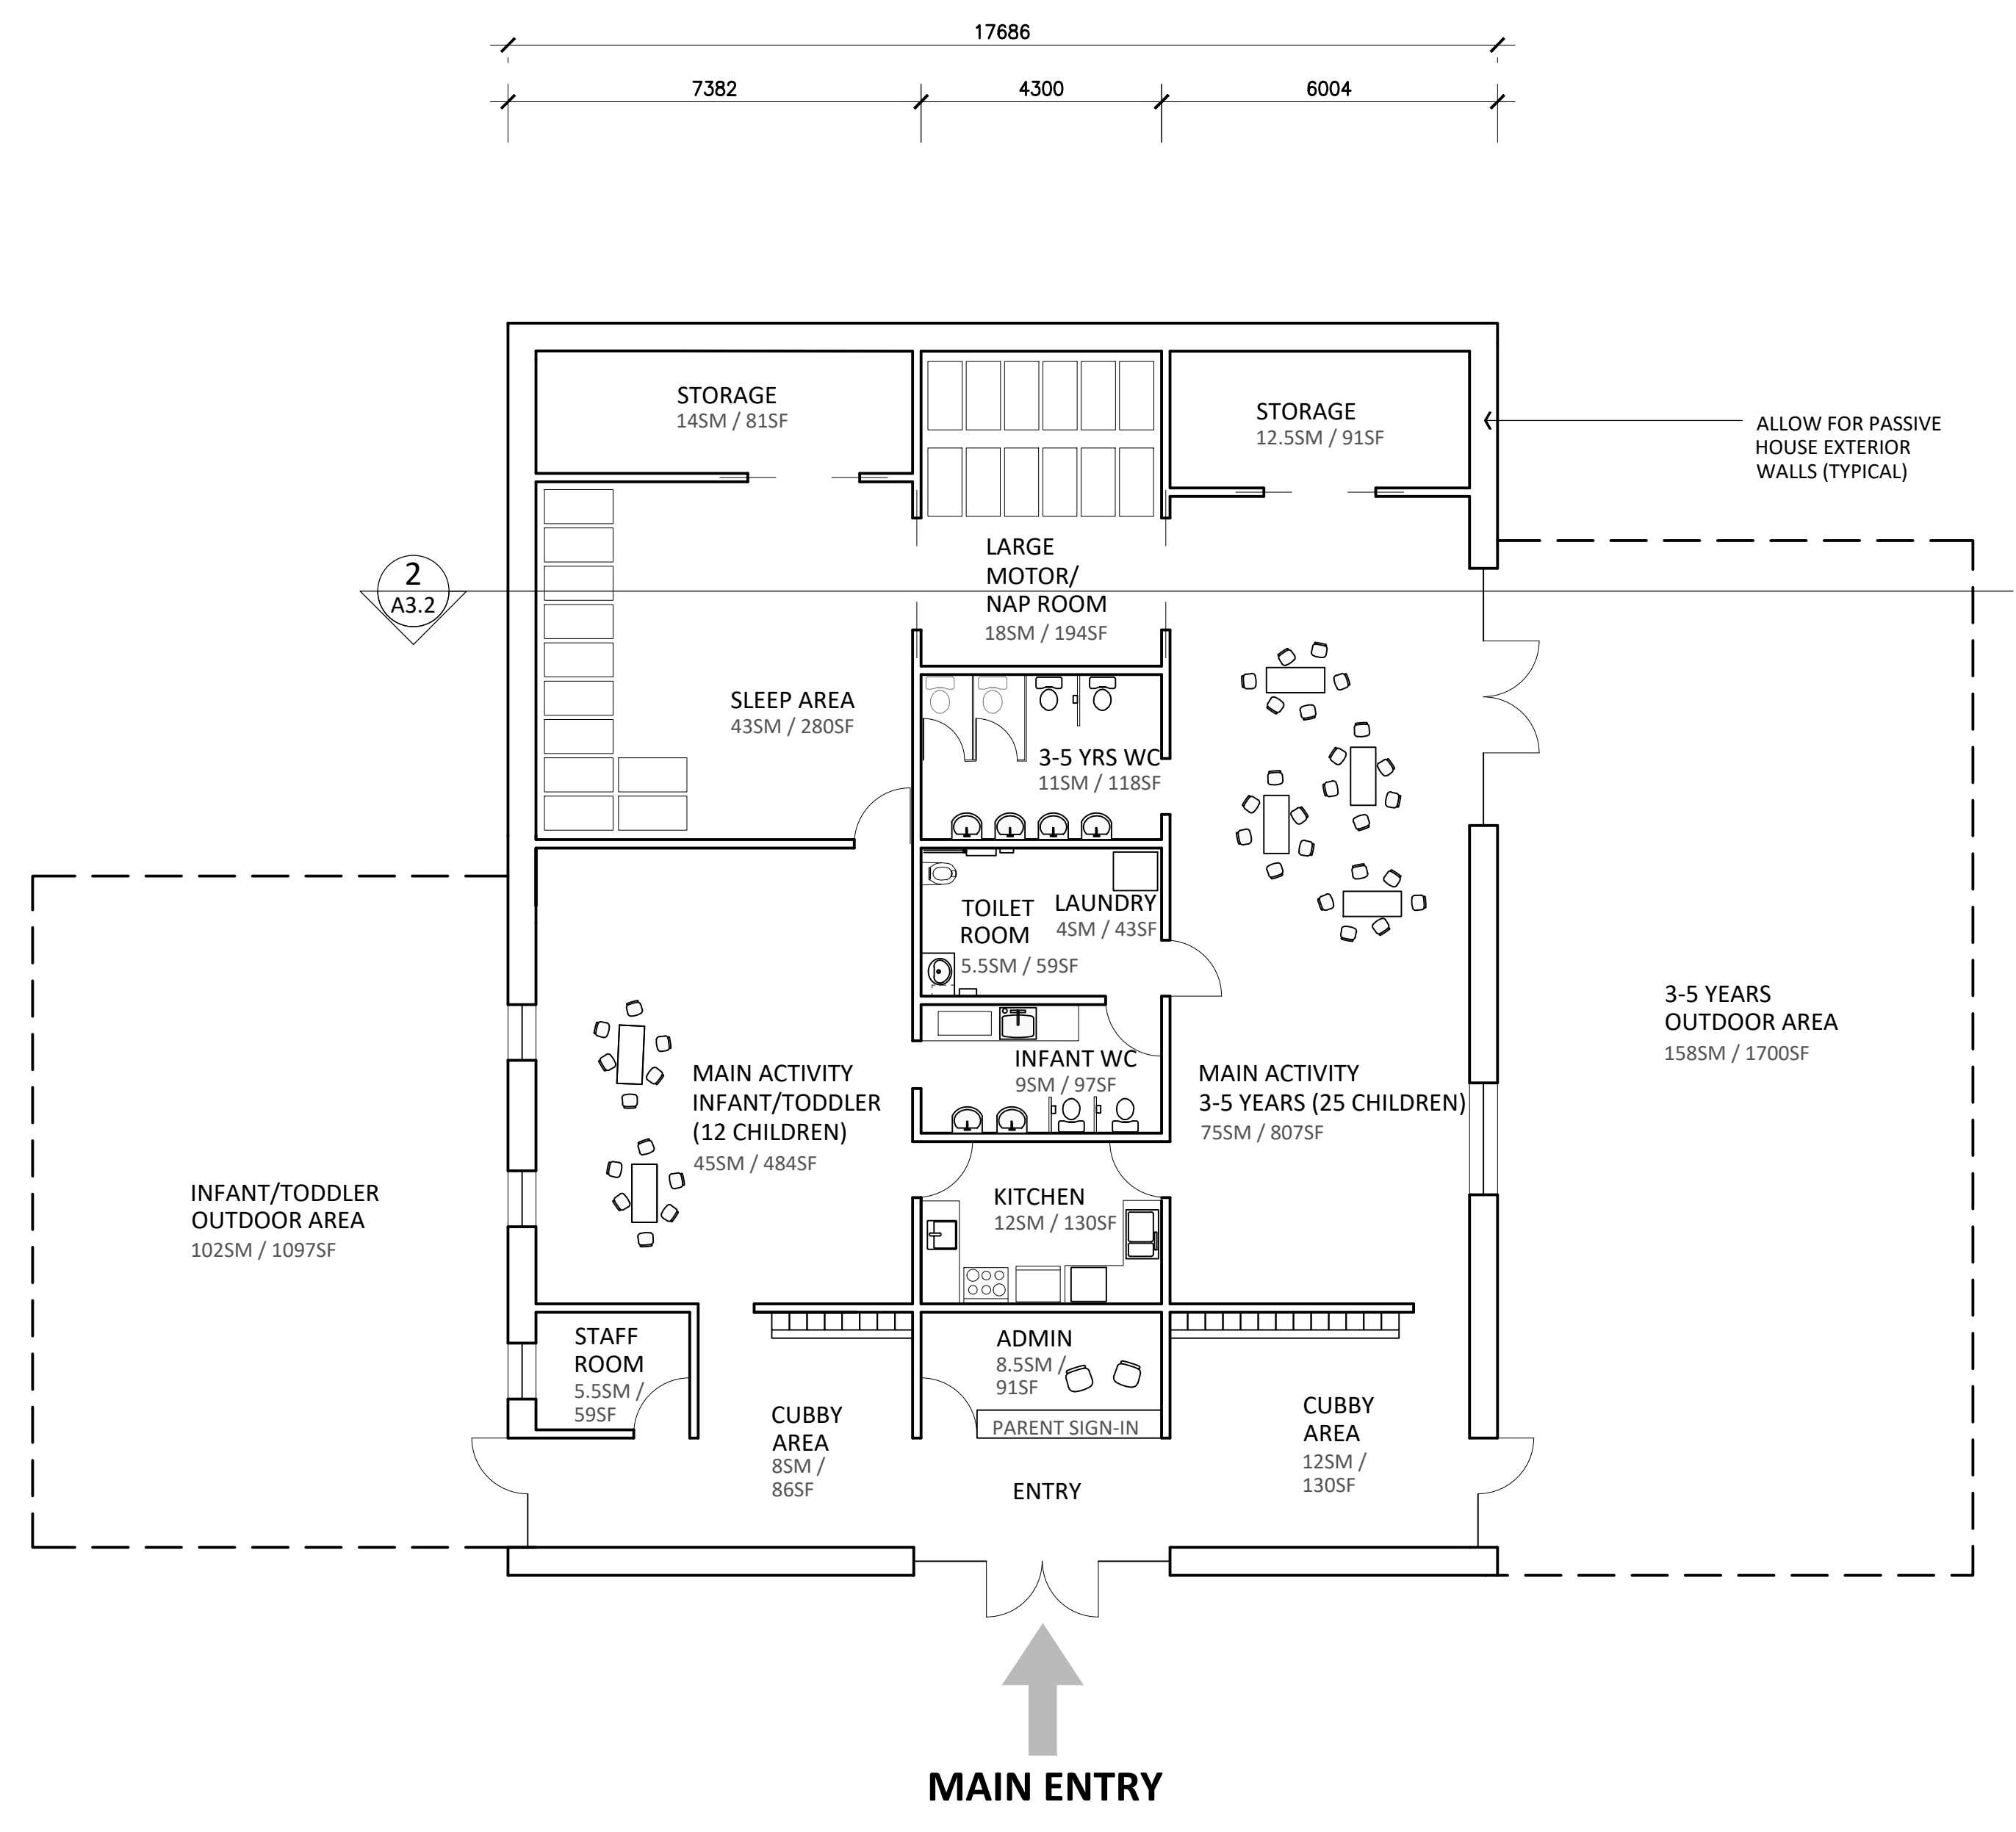 17686
7382
4300
6004
STORAGE
14SM / 81SF
STORAGE
12.5SM / 91SF
ALLOW FOR PASSIVE
HOUSE EXTERIOR
WALLS (TYPICAL)
2
A3.2
LARGE
MOTOR/
NAP ROOM
18SM / 194SF
SLEEP AREA
43SM / 280SF
3-5 YRS WC
11SM / 118SF
TOILET
ROOM
5.5SM / 59SF
LAUNDRY
4SM / 43SF
3-5 YEARS
OUTDOOR AREA
158SM / 1700SF
INFANT WC
9SM / 97SF
MAIN ACTIVITY
INFANT/TODDLER
(12 CHILDREN)
45SM / 484SF
MAIN ACTIVITY
3-5 YEARS (25 CHILDREN)
75SM / 807SF
INFANT/TODDLER
OUTDOOR AREA
102SM / 1097SF
KITCHEN
12SM / 130SF
STAFF
ROOM
5.5SM /
59SF
ADMIN
8.5SM /
91SF
PARENT SIGN-IN
CUBBY
AREA
8SM /
86SF
CUBBY
AREA
12SM /
130SF
ENTRY
MAIN ENTRY